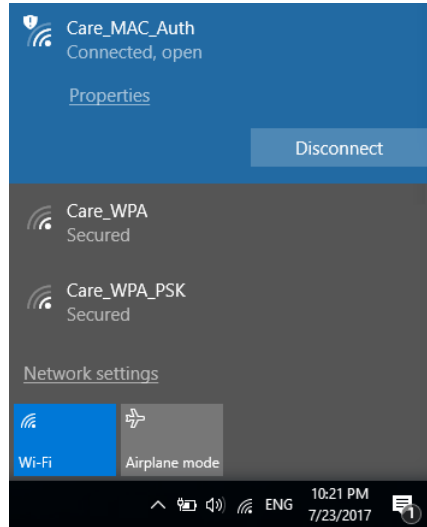 Care_MAC_Auth
Connected, open
Properties
Disconnect
Care_WPA
Secured
Care_WPA_PSK
Secured
Network settings
Wi-Fi
Airplane mode
ENG
10:21 PM
7/23/2017
1